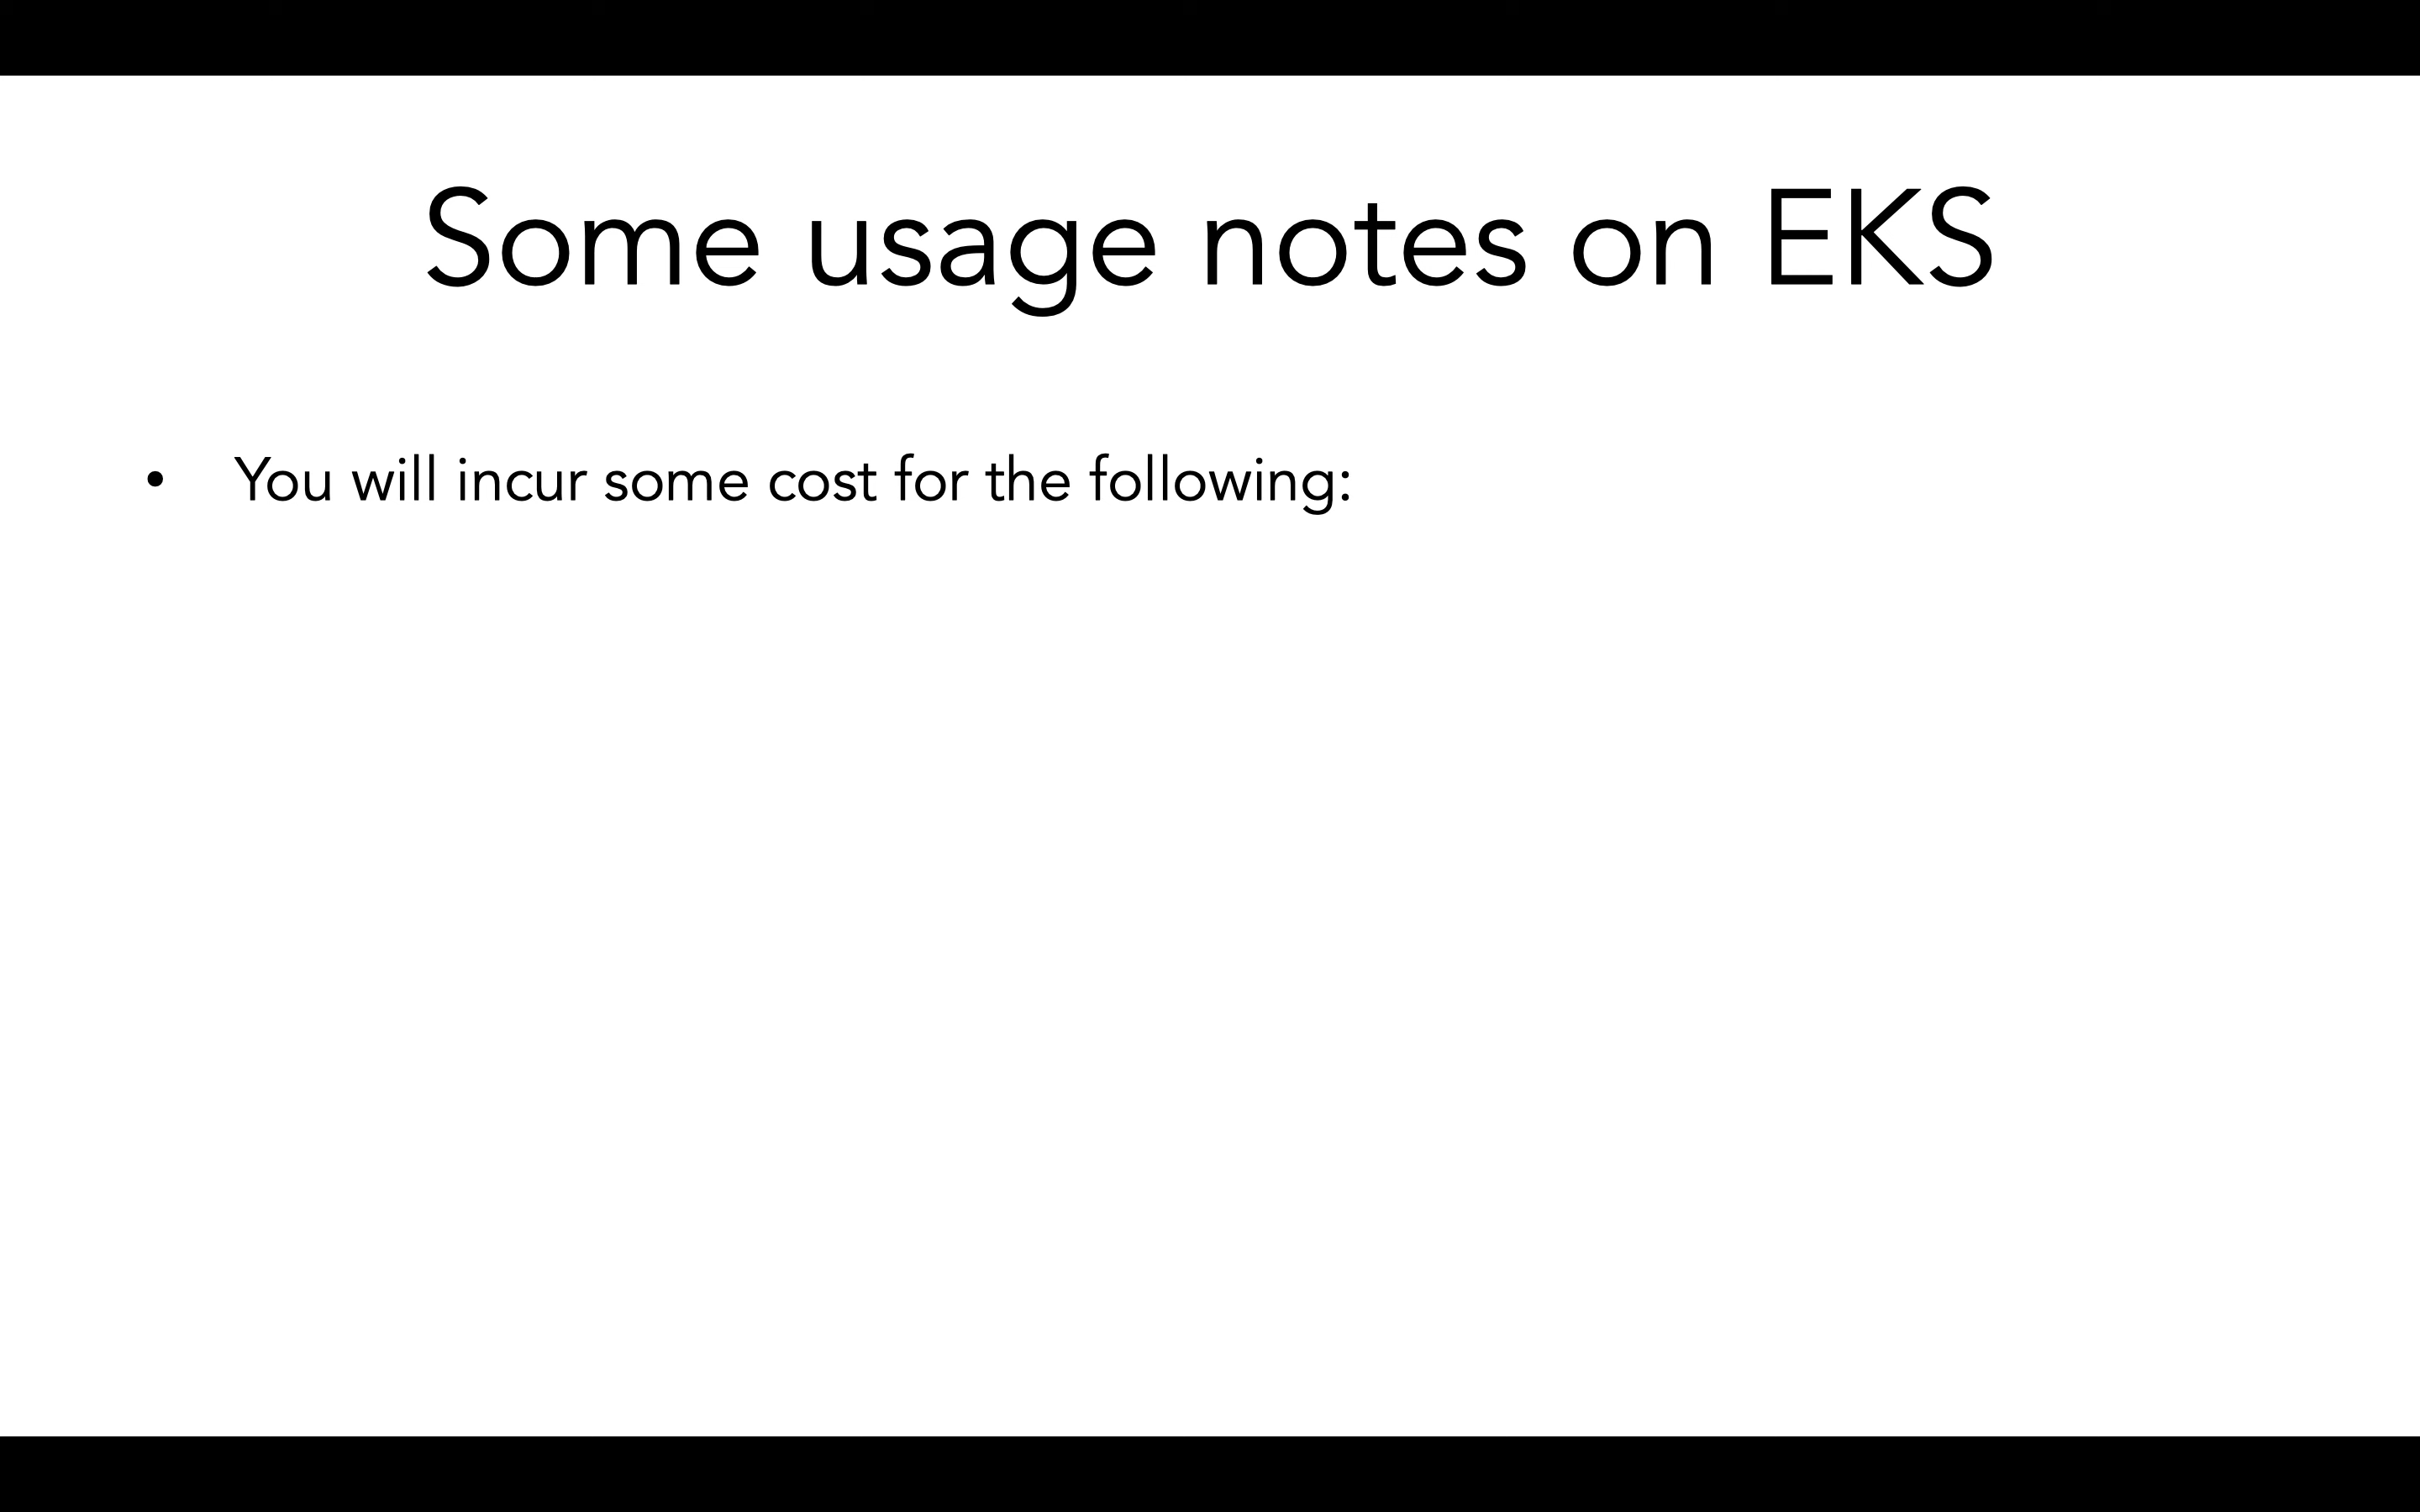 Some usage notes on EKS
• You will incur some cost for the following: